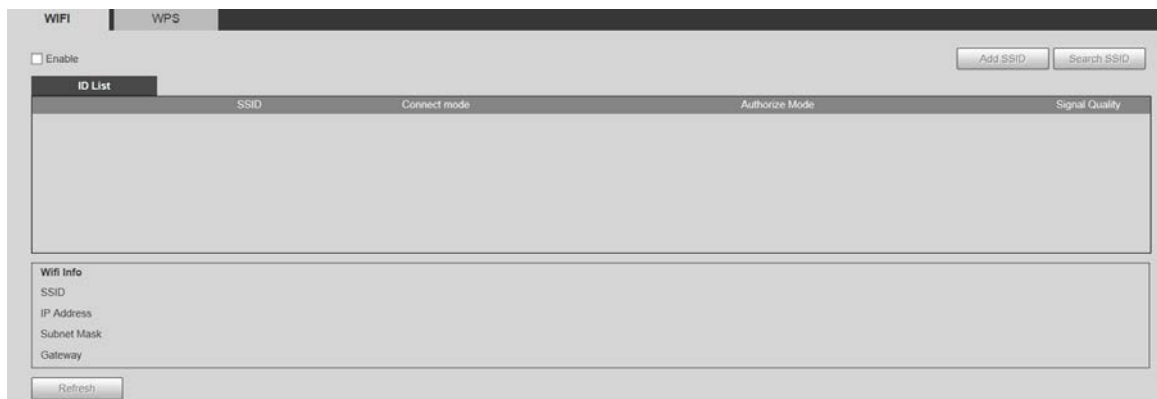 WIFI WPS
Enable Add SSID Search SSID
ID List
SSID Connect mode Authorize Mode Signal Quality
Wifi Info
SSID
IP Address
Subnet Mask
Gateway
Refresh